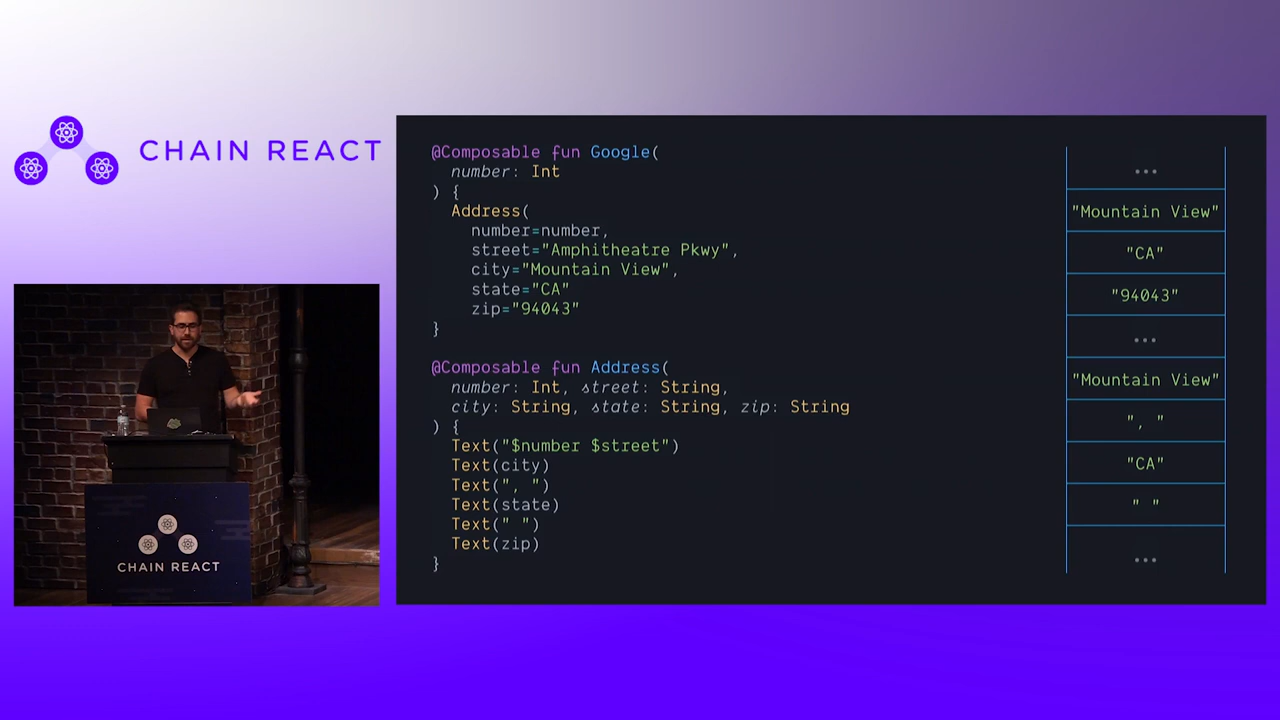 CHAIN REACT
@Composable fun Google(
number: Int
) {
Address(
number=number,
street="Amphitheatre Pkwy",
city="Mountain View",
state="CA"
zip="94043"
}
@Composable fun Address(
number: Int, street: String,
city: String, state: String, zip: String
) {
Text("$number $street")
Text(city)
Text(", ")
Text(state)
Text(" ")
Text(zip)
}
...
"Mountain View"
"CA"
"94043"
...
"Mountain View"
", "
"CA"
" "
...
CHAIN REACT